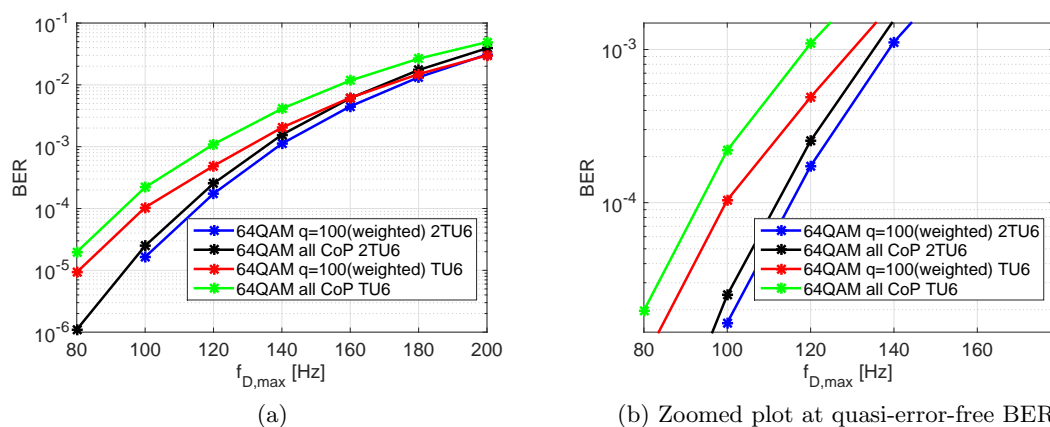 10^-1
10^-2
10^-3
10^-4
10^-5
10^-6
BER
64QAM q=100(weighted) 2TU6
64QAM all CoP 2TU6
64QAM q=100(weighted) TU6
64QAM all CoP TU6
80 100 120 140 160 180 200
f_D,max [Hz]
(a)
10^-3
10^-4
BER
64QAM q=100(weighted) 2TU6
64QAM all CoP 2TU6
64QAM q=100(weighted) TU6
64QAM all CoP TU6
80 100 120 140 160
f_D,max [Hz]
(b) Zoomed plot at quasi-error-free BER